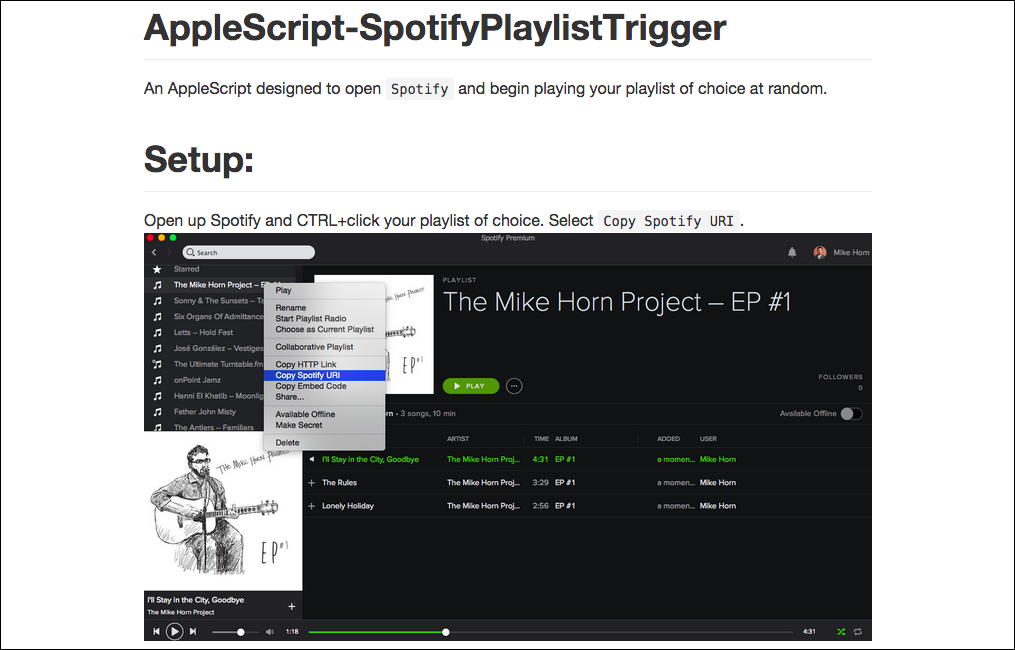 AppleScript-SpotifyPlaylistTrigger
An AppleScript designed to open Spotify and begin playing your playlist of choice at random.
Setup:
Open up Spotify and CTRL+click your playlist of choice. Select Copy Spotify URI .
Spotify Premium
Search
Mike Horn
Starred
The Mike Horn Project – EP #1
Sonny & The Sunsets – Ta
Six Organs Of Admittance
Letts – Hold Fast
José González – Vestiges
The Ultimate Turntable.fm
onPoint Jamz
Hanni El Khatib – Moonlig
Father John Misty
The Antlers – Familiars
Play
Rename
Start Playlist Radio
Choose as Current Playlist
Collaborative Playlist
Copy HTTP Link
Copy Spotify URI
Copy Embed Code
Share...
Available Offline
Make Secret
Delete
EP #1
PLAYLIST
The Mike Horn Project – EP #1
PLAY
FOLLOWERS
0
rn • 3 songs, 10 min
Available Offline
ARTIST TIME ALBUM ADDED USER
I'll Stay in the City, Goodbye The Mike Horn Proj... 4:31 EP #1 a momen... Mike Horn
The Rules The Mike Horn Proj... 3:29 EP #1 a momen... Mike Horn
Lonely Holiday The Mike Horn Proj... 2:56 EP #1 a momen... Mike Horn
THE MIKE HORN PROJECT
EP #1
I'll Stay in the City, Goodbye
The Mike Horn Project
1:18
4:31